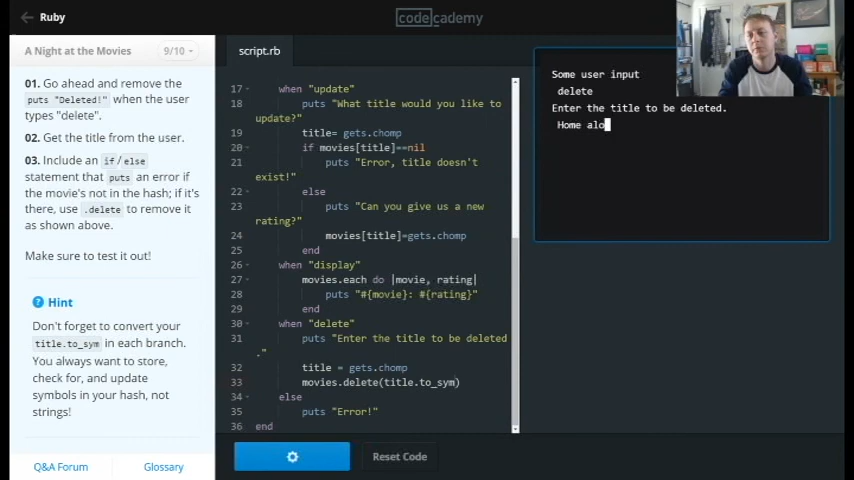 Ruby
codecademy
A Night at the Movies
9/10
script.rb
01. Go ahead and remove the
puts "Deleted!" when the user
types "delete".
02. Get the title from the user.
03. Include an if/else
statement that puts an error if
the movie's not in the hash; if it's
there, use .delete to remove it
as shown above.
Make sure to test it out!
Hint
Don't forget to convert your
title.to_sym in each branch.
You always want to store,
check for, and update
symbols in your hash, not
strings!
Q&A Forum
Glossary
17 when "update"
18 puts "What title would you like to
update?"
19 title= gets.chomp
20 if movies[title]==nil
21 puts "Error, title doesn't
exist!"
22 else
23 puts "Can you give us a new
rating?"
24 movies[title]=gets.chomp
25 end
26 when "display"
27 movies.each do |movie, rating|
28 puts "#{movie}: #{rating}"
29 end
30 when "delete"
31 puts "Enter the title to be deleted
."
32 title = gets.chomp
33 movies.delete(title.to_sym)
34 else
35 puts "Error!"
36 end
Reset Code
Some user input
delete
Enter the title to be deleted.
Home alo